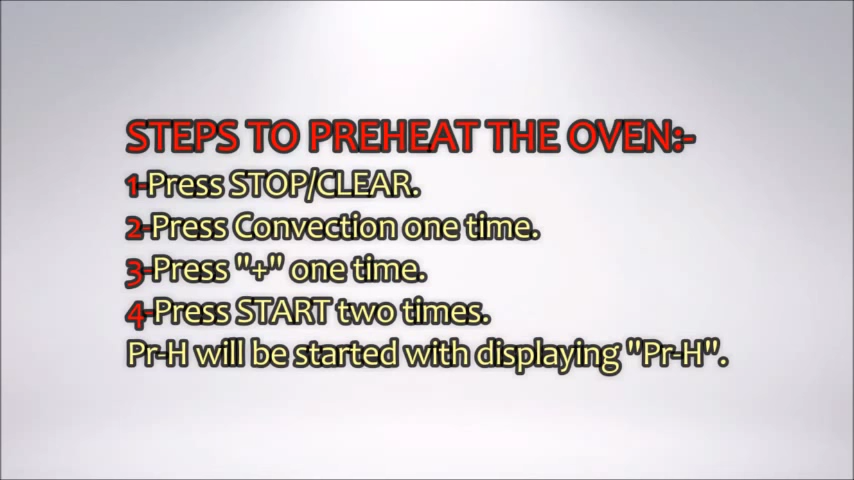 STEPS TO PREHEAT THE OVEN:-
1-Press STOP/CLEAR.
2-Press Convection one time.
3-Press "+" one time.
4-Press START two times.
Pr-H will be started with displaying "Pr-H".